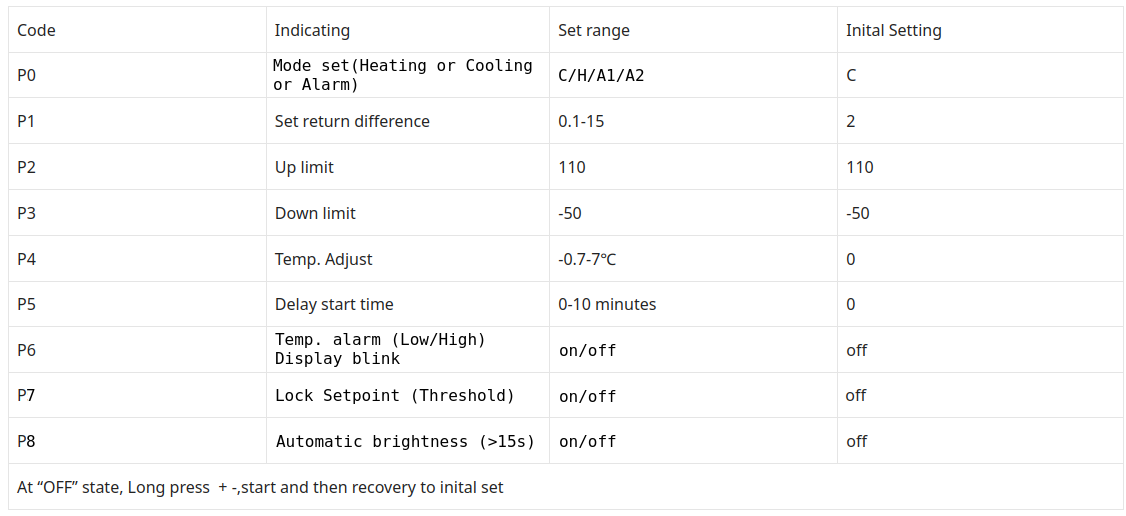 Code Indicating Set range Inital Setting
P0 Mode set(Heating or Cooling or Alarm) C/H/A1/A2 C
P1 Set return difference 0.1-15 2
P2 Up limit 110 110
P3 Down limit -50 -50
P4 Temp. Adjust -0.7-7℃ 0
P5 Delay start time 0-10 minutes 0
P6 Temp. alarm (Low/High) Display blink on/off off
P7 Lock Setpoint (Threshold) on/off off
P8 Automatic brightness (>15s) on/off off
At “OFF” state, Long press + -,start and then recovery to inital set